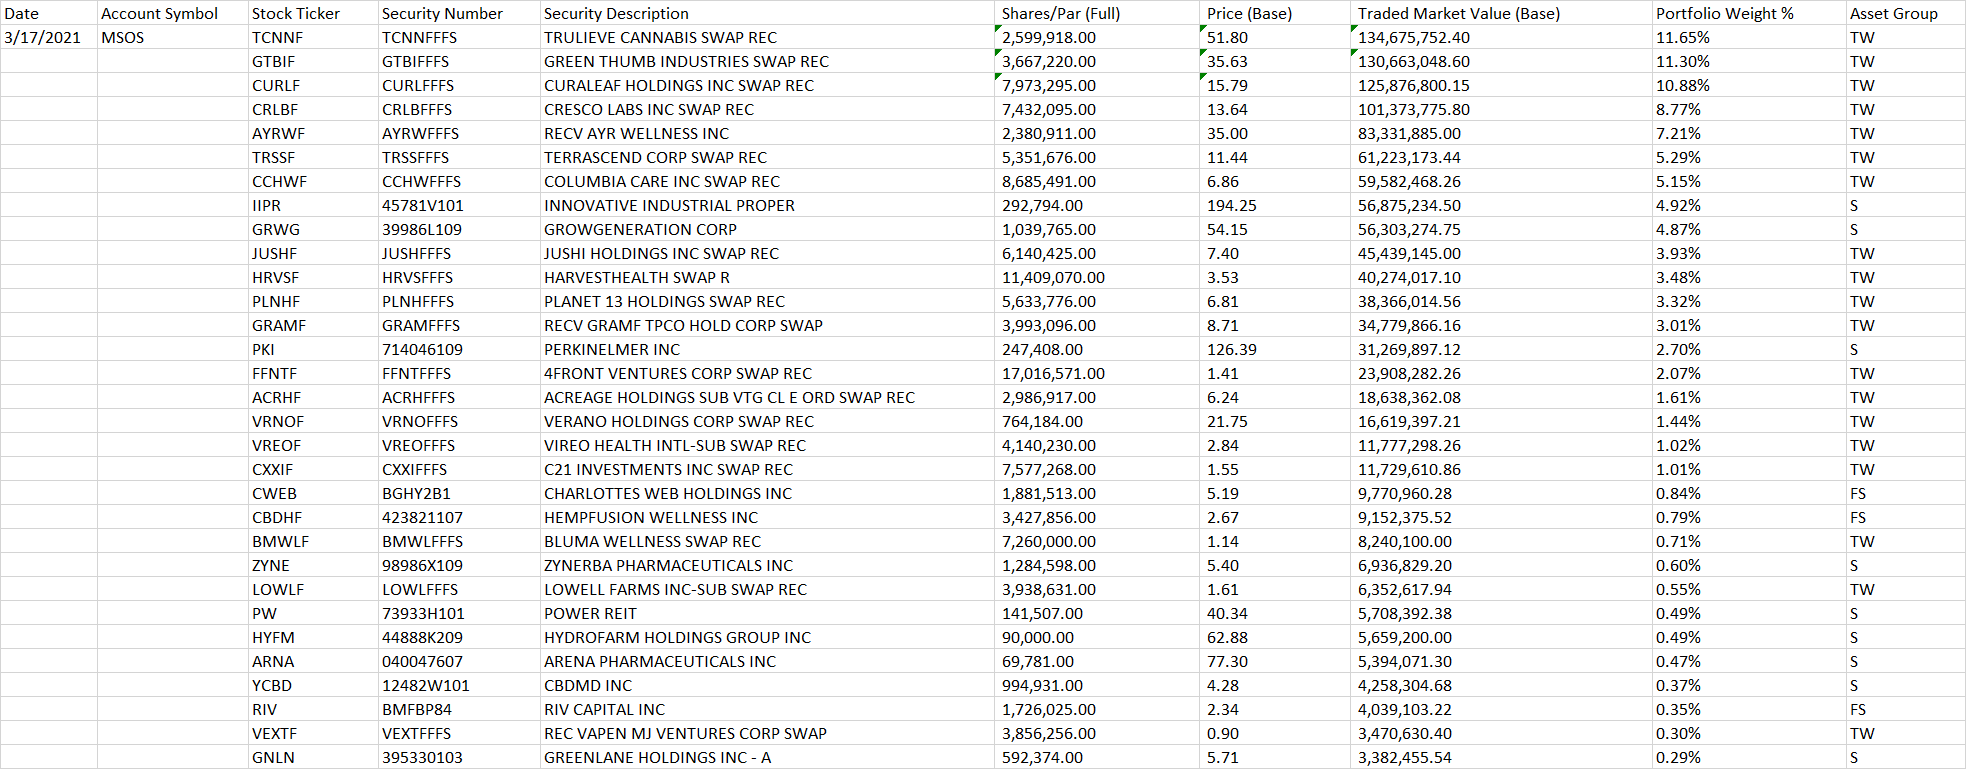 Date Account Symbol Stock Ticker Security Number Security Description Shares/Par (Full) Price (Base) Traded Market Value (Base) Portfolio Weight % Asset Group
3/17/2021 MSOS TCNNF TCNNFFFS TRULIEVE CANNABIS SWAP REC 2,599,918.00 51.80 134,675,752.40 11.65% TW
GTBIF GTBIFFFS GREEN THUMB INDUSTRIES SWAP REC 3,667,220.00 35.63 130,663,048.60 11.30% TW
CURLF CURLFFFS CURALEAF HOLDINGS INC SWAP REC 7,973,295.00 15.79 125,876,800.15 10.88% TW
CRLBF CRLBFFFS CRESCO LABS INC SWAP REC 7,432,095.00 13.64 101,373,775.80 8.77% TW
AYRWF AYRWFFFS RECV AYR WELLNESS INC 2,380,911.00 35.00 83,331,885.00 7.21% TW
TRSSF TRSSFFFS TERRASCEND CORP SWAP REC 5,351,676.00 11.44 61,223,173.44 5.29% TW
CCHWF CCHWFFFS COLUMBIA CARE INC SWAP REC 8,685,491.00 6.86 59,582,468.26 5.15% TW
IIPR 45781V101 INNOVATIVE INDUSTRIAL PROPER 292,794.00 194.25 56,875,234.50 4.92% S
GRWG 39986L109 GROWGENERATION CORP 1,039,765.00 54.15 56,303,274.75 4.87% S
JUSHF JUSHFFFS JUSHI HOLDINGS INC SWAP REC 6,140,425.00 7.40 45,439,145.00 3.93% TW
HRVSF HRVSFFFS HARVESTHEALTH SWAP R 11,409,070.00 3.53 40,274,017.10 3.48% TW
PLNHF PLNHFFFS PLANET 13 HOLDINGS SWAP REC 5,633,776.00 6.81 38,366,014.56 3.32% TW
GRAMF GRAMFFFS RECV GRAMF TPCO HOLD CORP SWAP 3,993,096.00 8.71 34,779,866.16 3.01% TW
PKI 714046109 PERKINELMER INC 247,408.00 126.39 31,269,897.12 2.70% S
FFNTF FFNTFFFS 4FRONT VENTURES CORP SWAP REC 17,016,571.00 1.41 23,908,282.26 2.07% TW
ACRHF ACRHFFFS ACREAGE HOLDINGS SUB VTG CL E ORD SWAP REC 2,986,917.00 6.24 18,638,362.08 1.61% TW
VRNOF VRNOFFFS VERANO HOLDINGS CORP SWAP REC 764,184.00 21.75 16,619,397.21 1.44% TW
VREOF VREOFFFS VIREO HEALTH INTL-SUB SWAP REC 4,140,230.00 2.84 11,777,298.26 1.02% TW
CXXIF CXXIFFFS C21 INVESTMENTS INC SWAP REC 7,577,268.00 1.55 11,729,610.86 1.01% TW
CWEB BGHY2B1 CHARLOTTES WEB HOLDINGS INC 1,881,513.00 5.19 9,770,960.28 0.84% FS
CBDHF 423821107 HEMPFUSION WELLNESS INC 3,427,856.00 2.67 9,152,375.52 0.79% FS
BMWLF BMWLFFFS BLUMA WELLNESS SWAP REC 7,260,000.00 1.14 8,240,100.00 0.71% TW
ZYNE 98986X109 ZYNERBA PHARMACEUTICALS INC 1,284,598.00 5.40 6,936,829.20 0.60% S
LOWLF LOWLFFFS LOWELL FARMS INC-SUB SWAP REC 3,938,631.00 1.61 6,352,617.94 0.55% TW
PW 73933H101 POWER REIT 141,507.00 40.34 5,708,392.38 0.49% S
HYFM 44888K209 HYDROFARM HOLDINGS GROUP INC 90,000.00 62.88 5,659,200.00 0.49% S
ARNA 040047607 ARENA PHARMACEUTICALS INC 69,781.00 77.30 5,394,071.30 0.47% S
YCBD 12482W101 CBDMD INC 994,931.00 4.28 4,258,304.68 0.37% S
RIV BMFBP84 RIV CAPITAL INC 1,726,025.00 2.34 4,039,103.22 0.35% FS
VEXTF VEXTFFFS REC VAPEN MJ VENTURES CORP SWAP 3,856,256.00 0.90 3,470,630.40 0.30% TW
GNLN 395330103 GREENLANE HOLDINGS INC - A 592,374.00 5.71 3,382,455.54 0.29% S